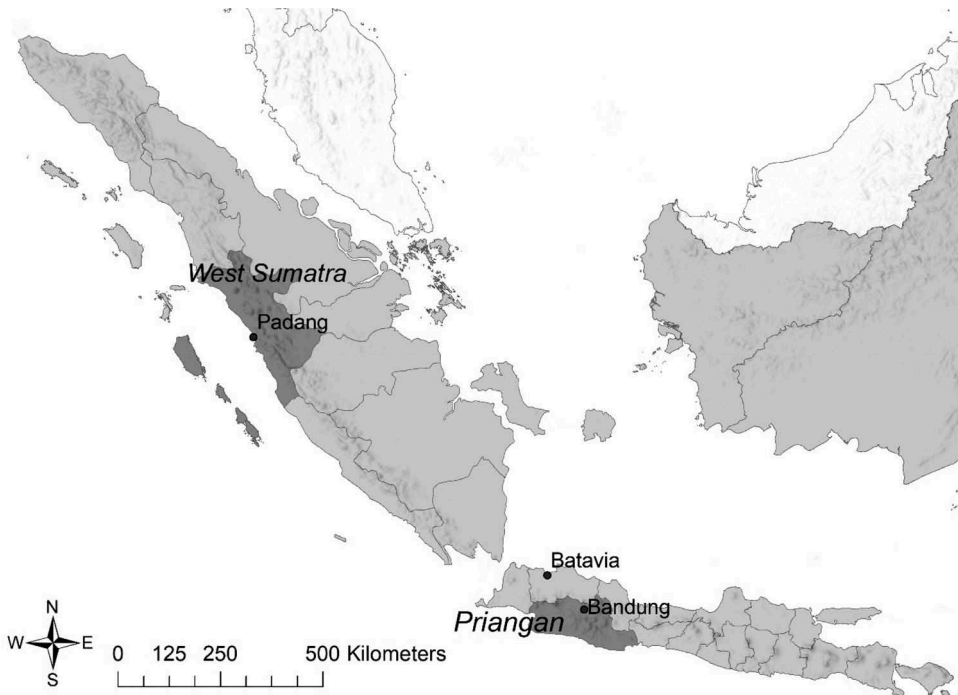 West Sumatra
Padang
Batavia
Bandung
Priangan
N
W E
S
0 125 250 500 Kilometers